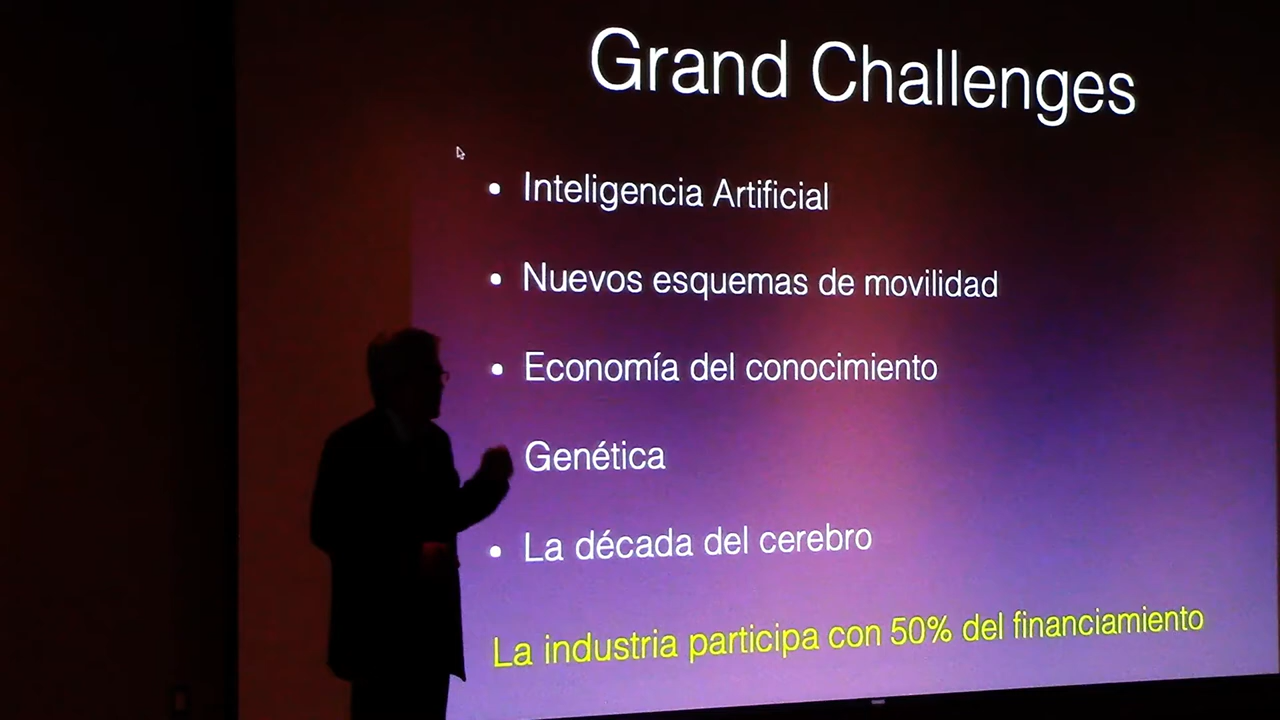 Grand Challenges
• Inteligencia Artificial
• Nuevos esquemas de movilidad
• Economía del conocimiento
Genética
• La década del cerebro
La industria participa con 50% del financiamiento